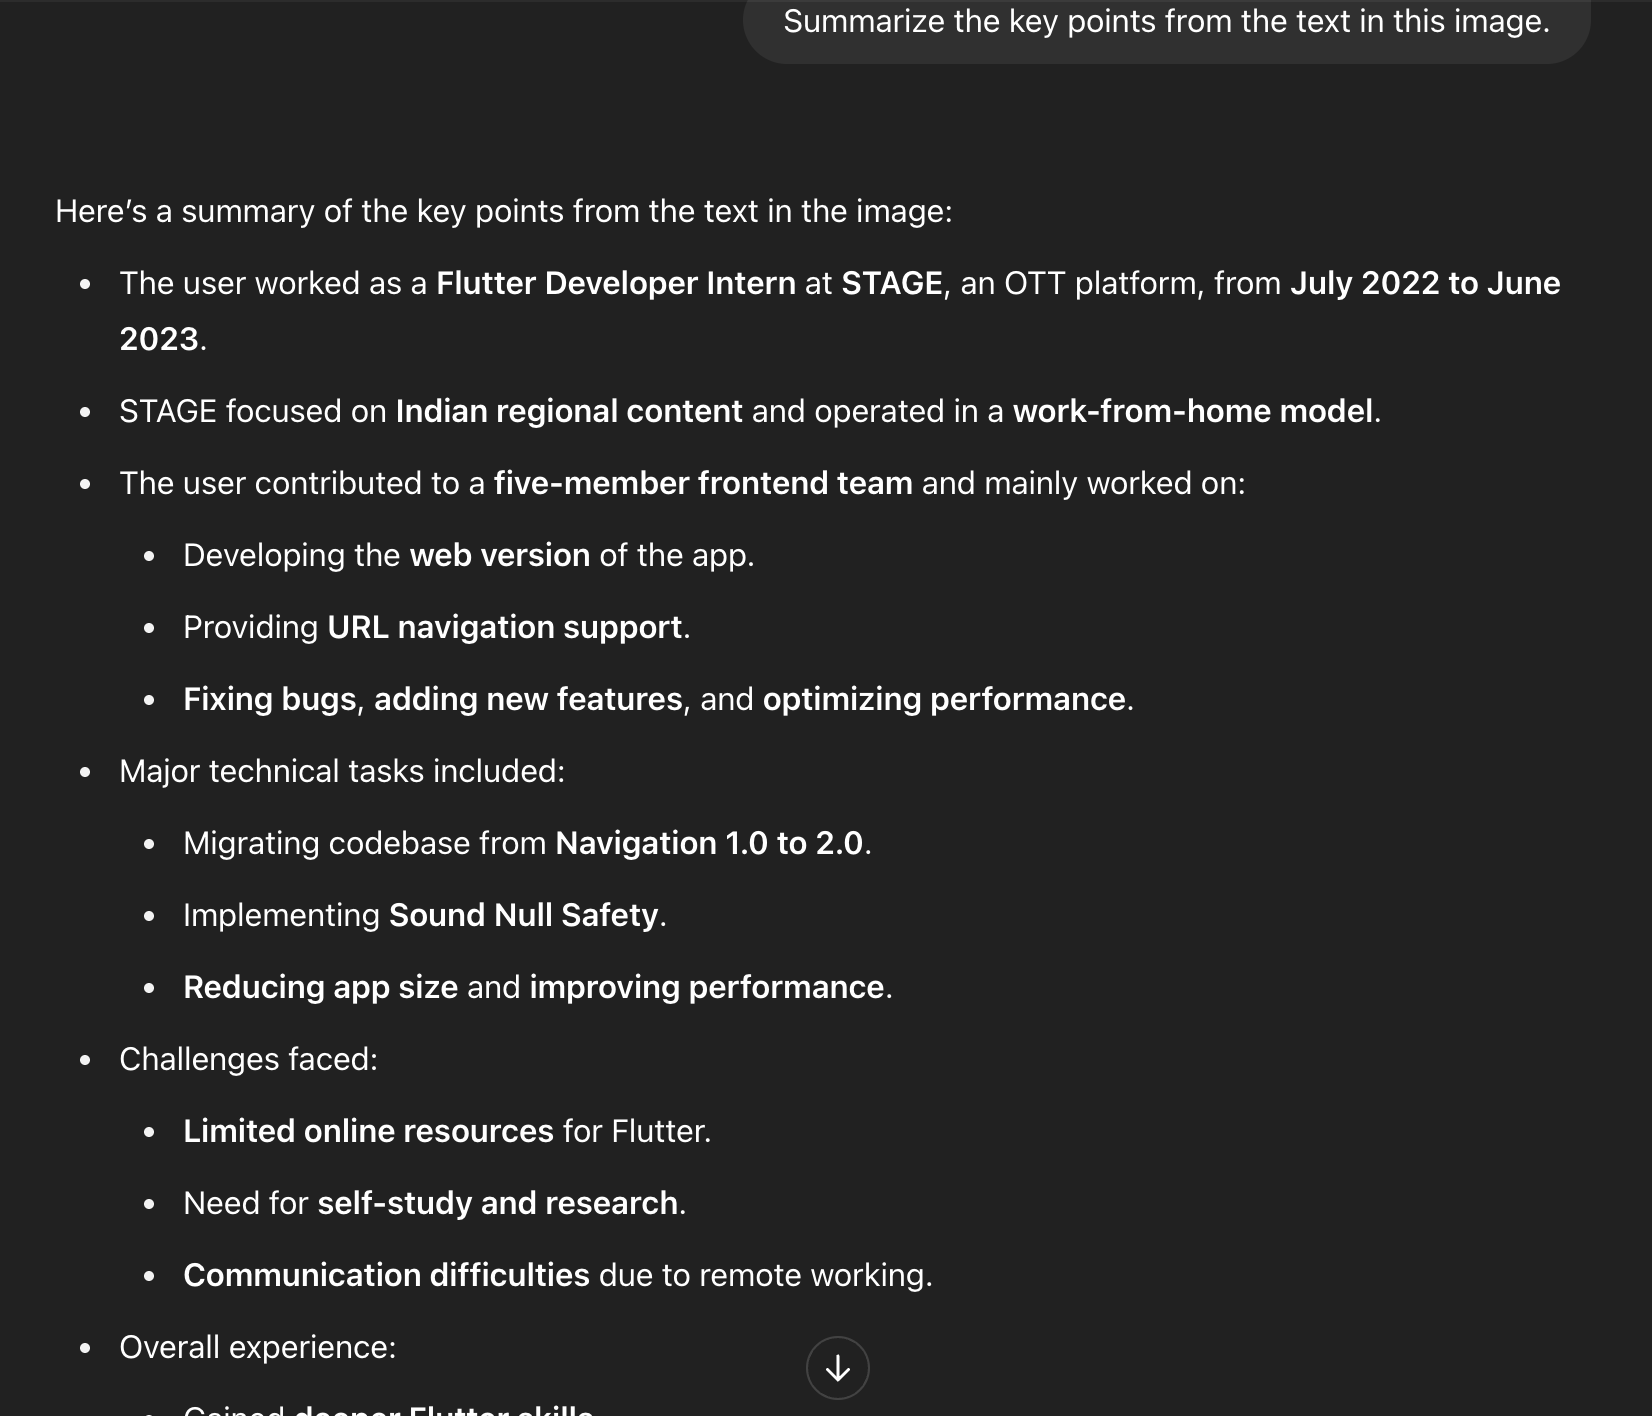 Summarize the key points from the text in this image.
Here’s a summary of the key points from the text in the image:
• The user worked as a Flutter Developer Intern at STAGE, an OTT platform, from July 2022 to June
2023.
• STAGE focused on Indian regional content and operated in a work-from-home model.
• The user contributed to a five-member frontend team and mainly worked on:
• Developing the web version of the app.
• Providing URL navigation support.
• Fixing bugs, adding new features, and optimizing performance.
• Major technical tasks included:
• Migrating codebase from Navigation 1.0 to 2.0.
• Implementing Sound Null Safety.
• Reducing app size and improving performance.
• Challenges faced:
• Limited online resources for Flutter.
• Need for self-study and research.
• Communication difficulties due to remote working.
• Overall experience:
• Gained deeper Flutter skills